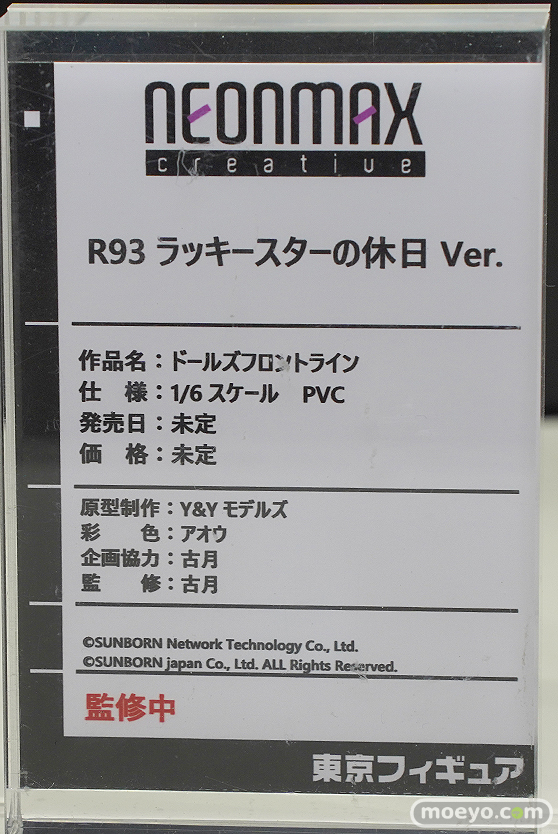 NEONMAX
creative
R93 ラッキースターの休日 Ver.
作品名：ドールズフロントライン
仕　様：1/6 スケール　PVC
発売日：未定
価　格：未定
原型制作：Y&Y モデルズ
彩　　色：アオウ
企画協力：古月
監　　修：古月
©SUNBORN Network Technology Co., Ltd.
©SUNBORN japan Co., Ltd. ALL Rights Reserved.
監修中
東京フィギュア
moeyo.com